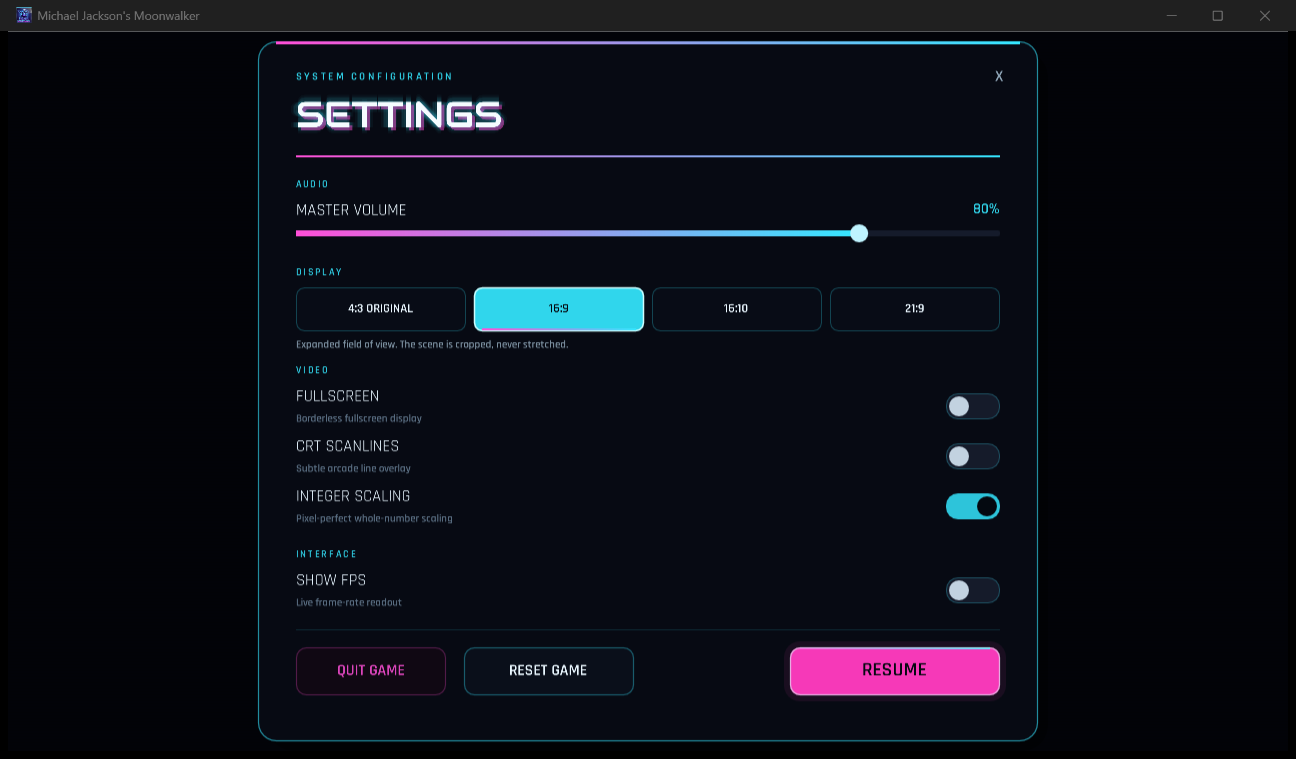 Michael Jackson's Moonwalker
SYSTEM CONFIGURATION
X
SETTINGS
AUDIO
MASTER VOLUME
80%
DISPLAY
4:3 ORIGINAL
16:9
16:10
21:9
Expanded field of view. The scene is cropped, never stretched.
VIDEO
FULLSCREEN
Borderless fullscreen display
CRT SCANLINES
Subtle arcade line overlay
INTEGER SCALING
Pixel-perfect whole-number scaling
INTERFACE
SHOW FPS
Live frame-rate readout
QUIT GAME
RESET GAME
RESUME